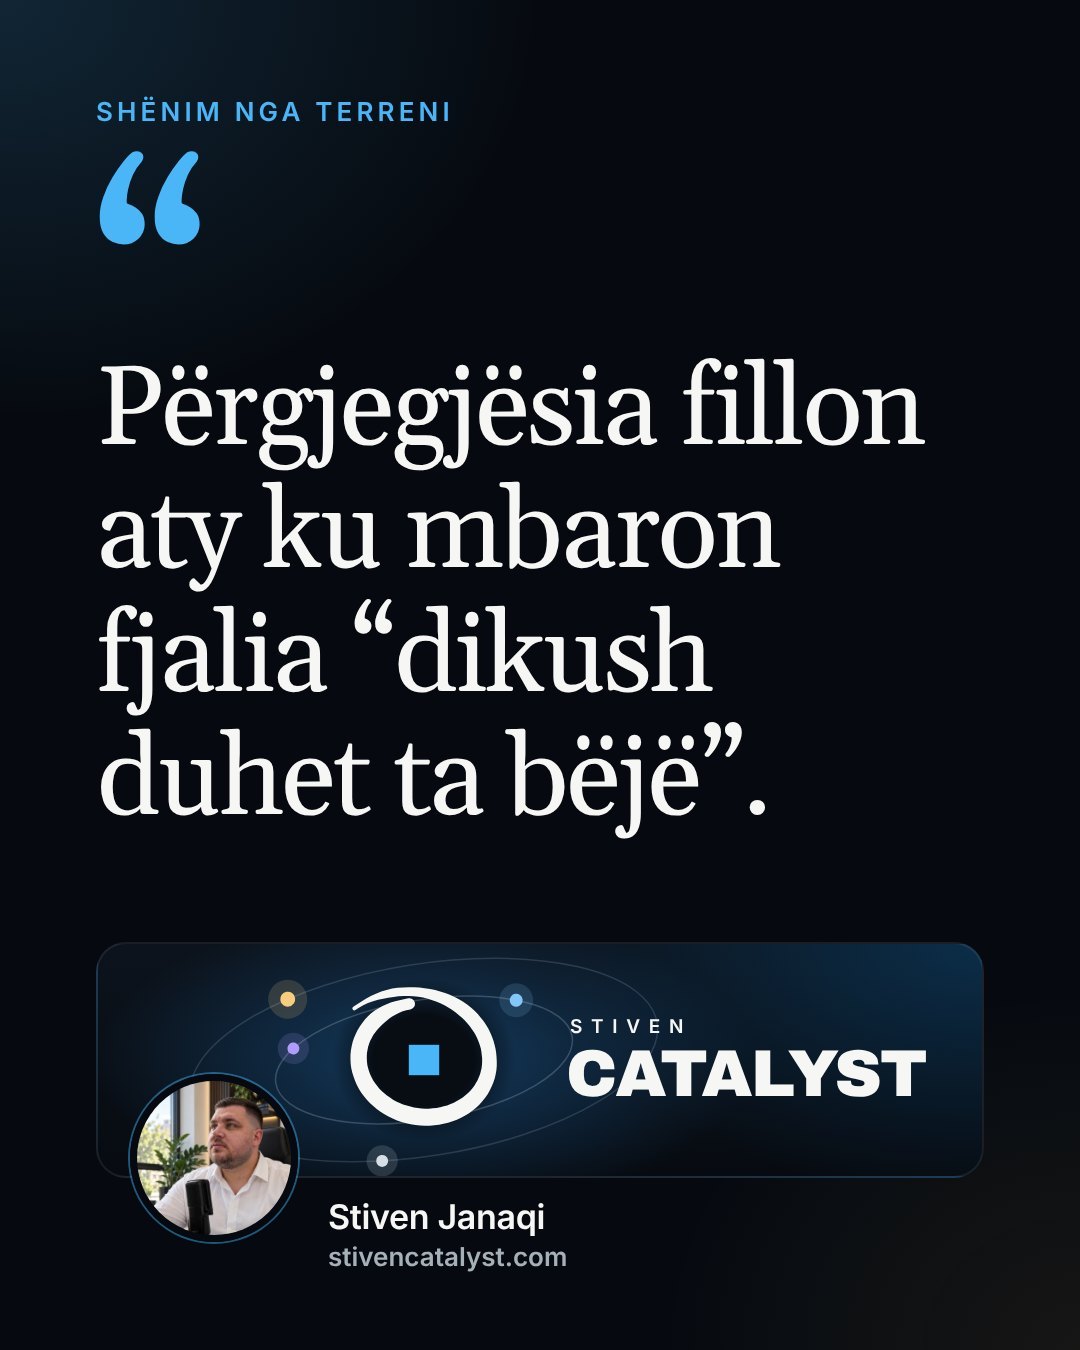 SHËNIM NGA TERRENI
“
Përgjegjësia fillon
aty ku mbaron
fjalia “dikush
duhet ta bëjë”.
STIVEN
CATALYST
Stiven Janaqi
stivencatalyst.com